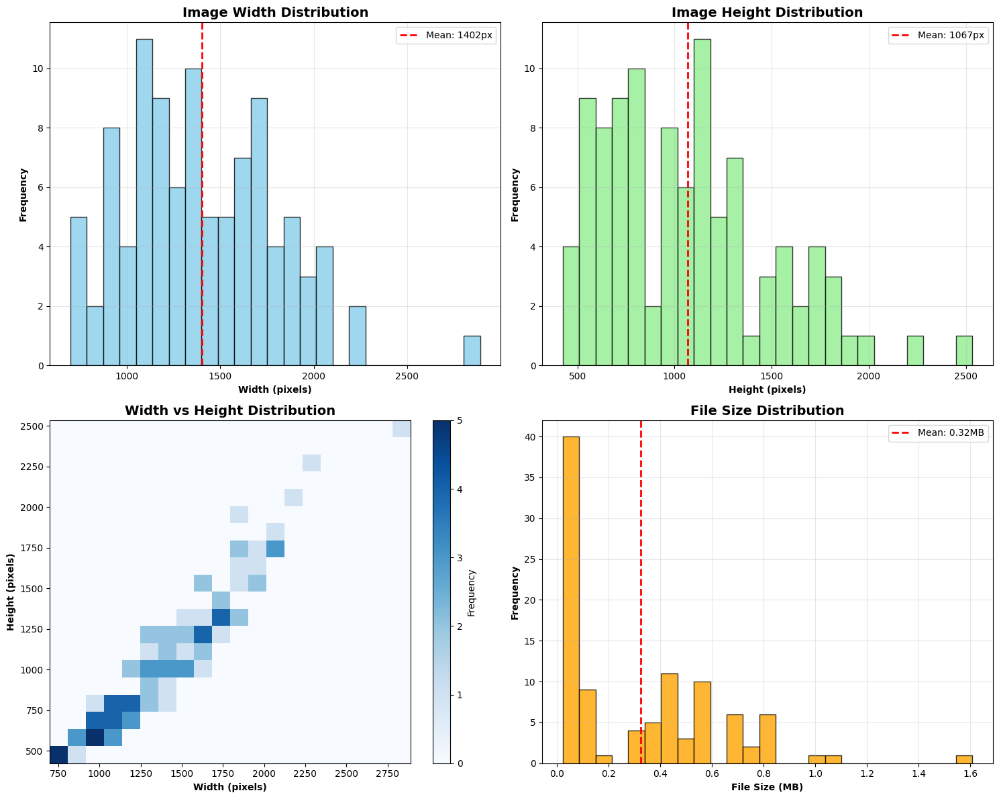 Image Width Distribution
Mean: 1402px
Frequency
10
8
6
4
2
0
1000 1500 2000 2500
Width (pixels)
Image Height Distribution
Mean: 1067px
Frequency
10
8
6
4
2
0
500 1000 1500 2000 2500
Height (pixels)
Width vs Height Distribution
Height (pixels)
2500
2250
2000
1750
1500
1250
1000
750
500
750 1000 1250 1500 1750 2000 2250 2500 2750
Width (pixels)
5
4
3
2
1
0
Frequency
File Size Distribution
Mean: 0.32MB
Frequency
40
35
30
25
20
15
10
5
0
0.0 0.2 0.4 0.6 0.8 1.0 1.2 1.4 1.6
File Size (MB)